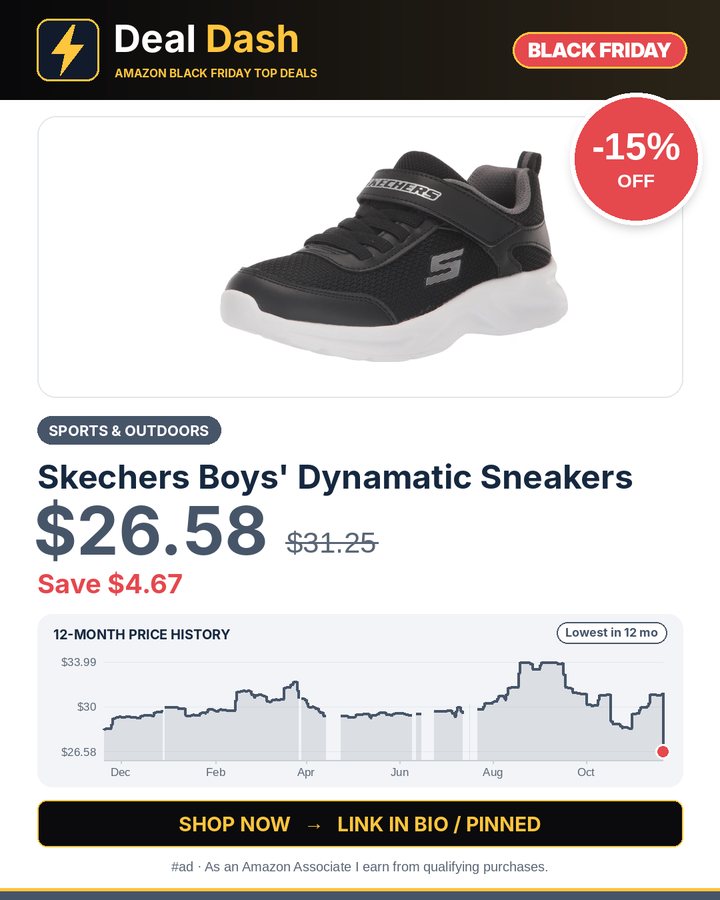 Deal Dash
AMAZON BLACK FRIDAY TOP DEALS
BLACK FRIDAY
-15%
OFF
SKECHERS
S
SPORTS & OUTDOORS
Skechers Boys' Dynamatic Sneakers
$26.58 $31.25
Save $4.67
12-MONTH PRICE HISTORY
Lowest in 12 mo
$33.99
$30
$26.58
Dec Feb Apr Jun Aug Oct
SHOP NOW → LINK IN BIO / PINNED
#ad · As an Amazon Associate I earn from qualifying purchases.